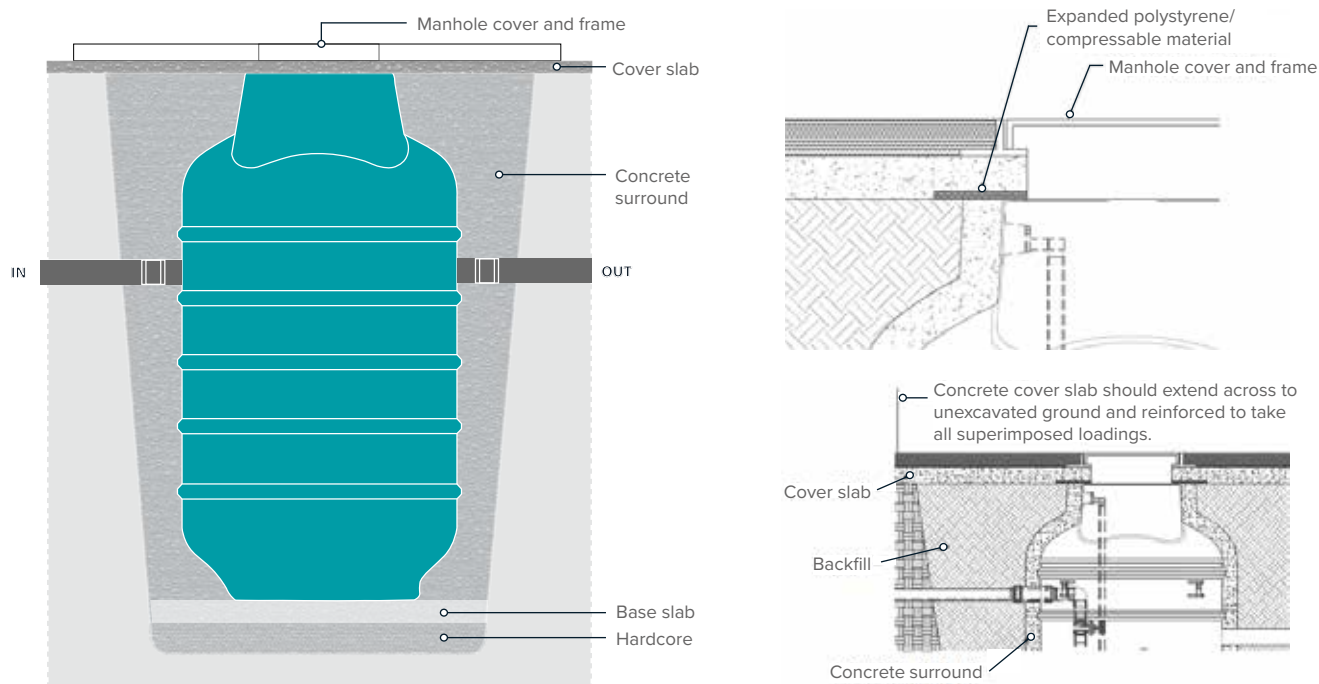 Manhole cover and frame
Cover slab
Concrete
surround
IN
OUT
Base slab
Hardcore
Expanded polystyrene/
compressable material
Manhole cover and frame
Concrete cover slab should extend across to
unexcavated ground and reinforced to take
all superimposed loadings.
Cover slab
Backfill
Concrete surround